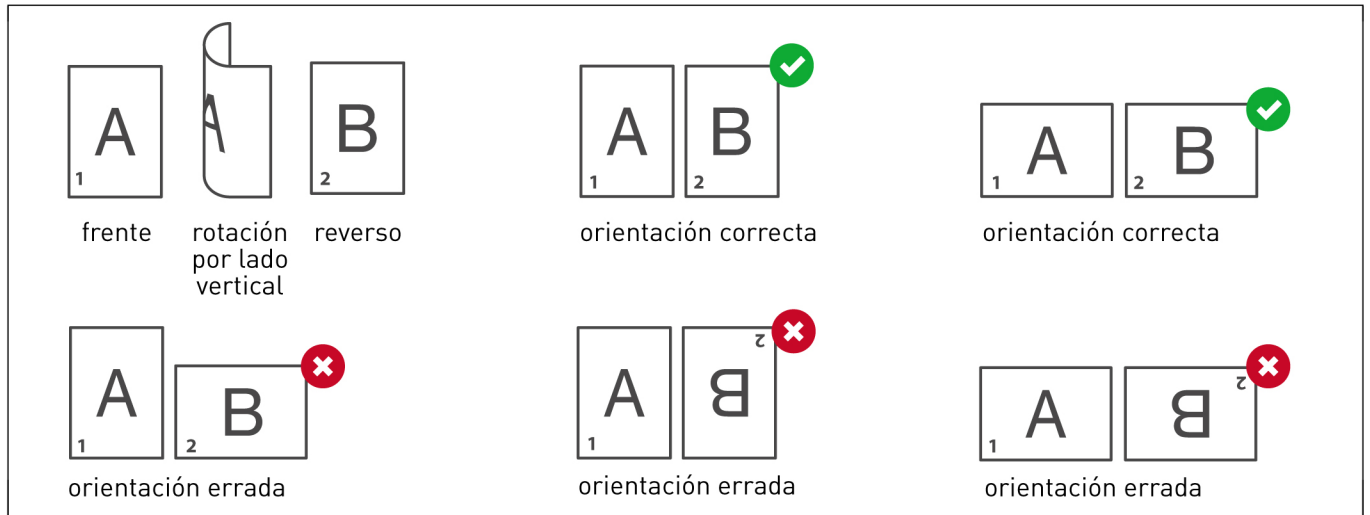 A
1
A
B
2
frente
rotación
por lado
vertical
reverso
A
1
B
2
orientación correcta
A
1
B
2
orientación correcta
A
1
B
2
orientación errada
A
1
B
2
orientación errada
A
1
B
2
orientación errada